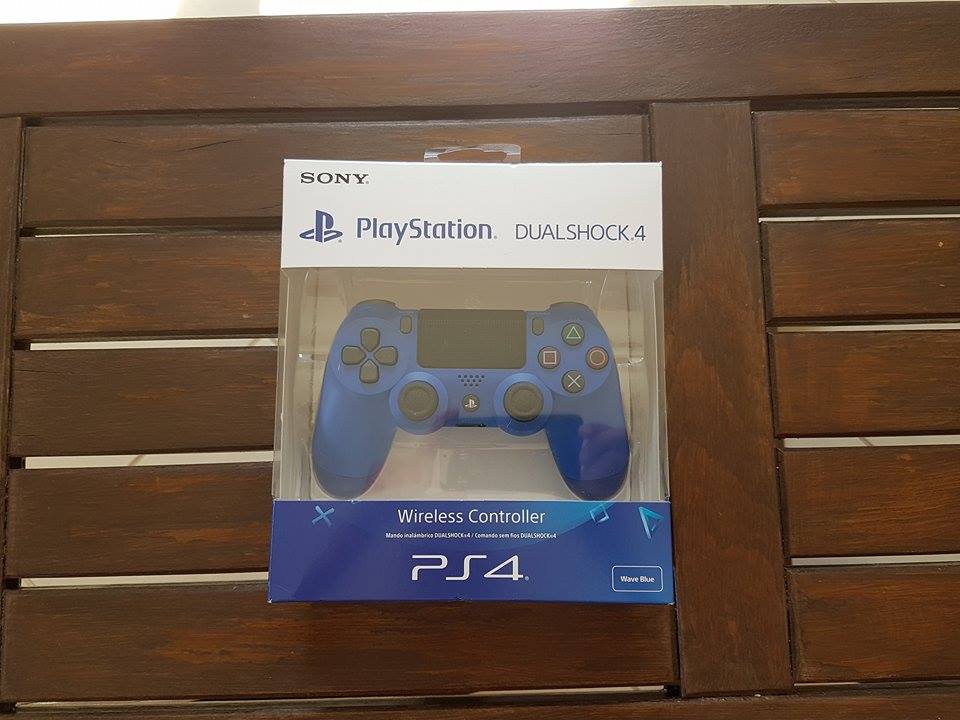 SONY®
PlayStation®
DUALSHOCK®4
Wireless Controller
Mando inalámbrico DUALSHOCK®4 / Comando sem fios DUALSHOCK®4
PS4®
Wave Blue